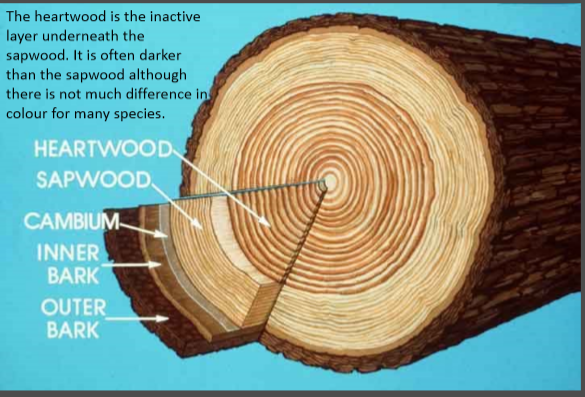 The heartwood is the inactive
layer underneath the
sapwood. It is often darker
than the sapwood although
there is not much difference in
colour for many species.
HEARTWOOD
SAPWOOD
CAMBIUM
INNER
BARK
OUTER
BARK